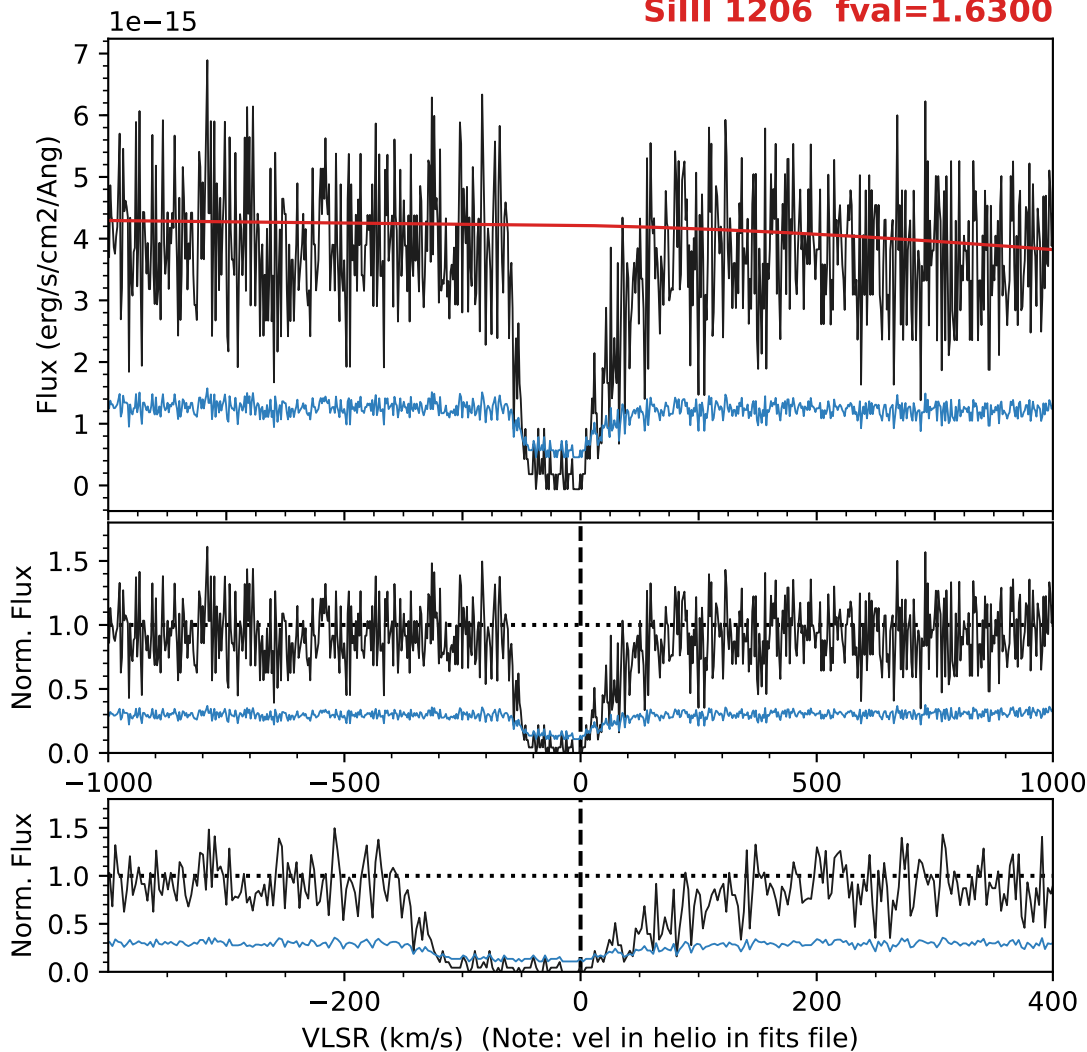 SiIII 1206 fval=1.6300
1e−15
7
6
5
4
3
2
1
0
Flux (erg/s/cm2/Ang)
1.5
1.0
0.5
0.0
Norm. Flux
−1000 −500 0 500 1000
1.5
1.0
0.5
0.0
Norm. Flux
−200 0 200 400
VLSR (km/s) (Note: vel in helio in fits file)